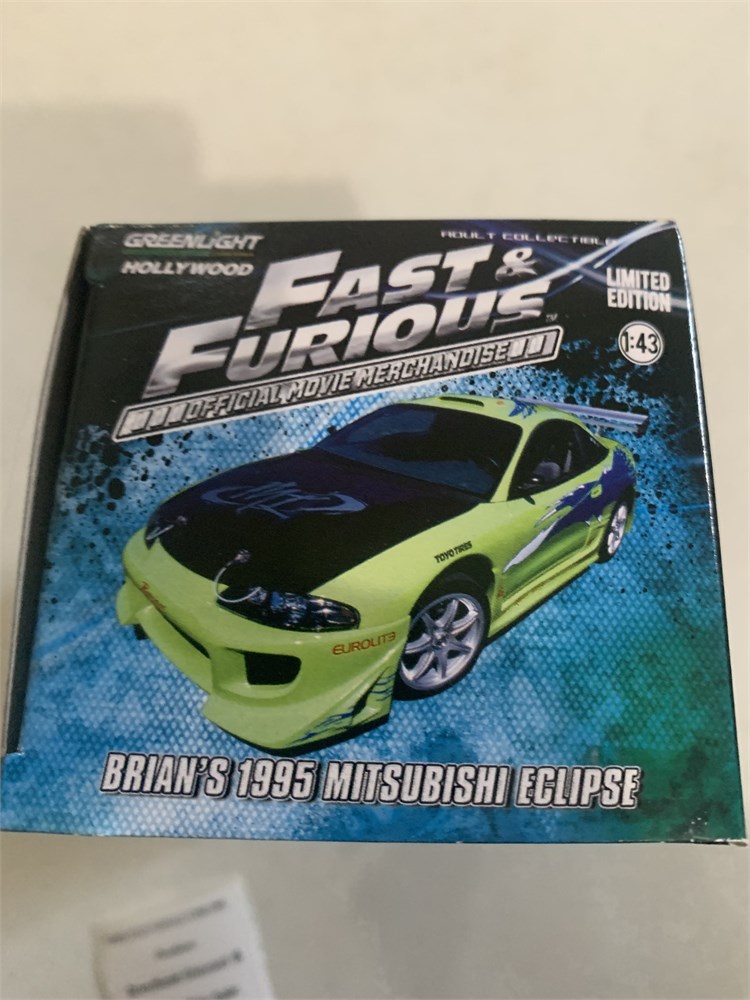 GREENLIGHT
HOLLYWOOD
ADULT COLLECTIBLE
FAST &
FURIOUS™
OFFICIAL MOVIE MERCHANDISE
LIMITED
EDITION
1:43
TOYO TIRES
EUROLITE
BRIAN'S 1995 MITSUBISHI ECLIPSE